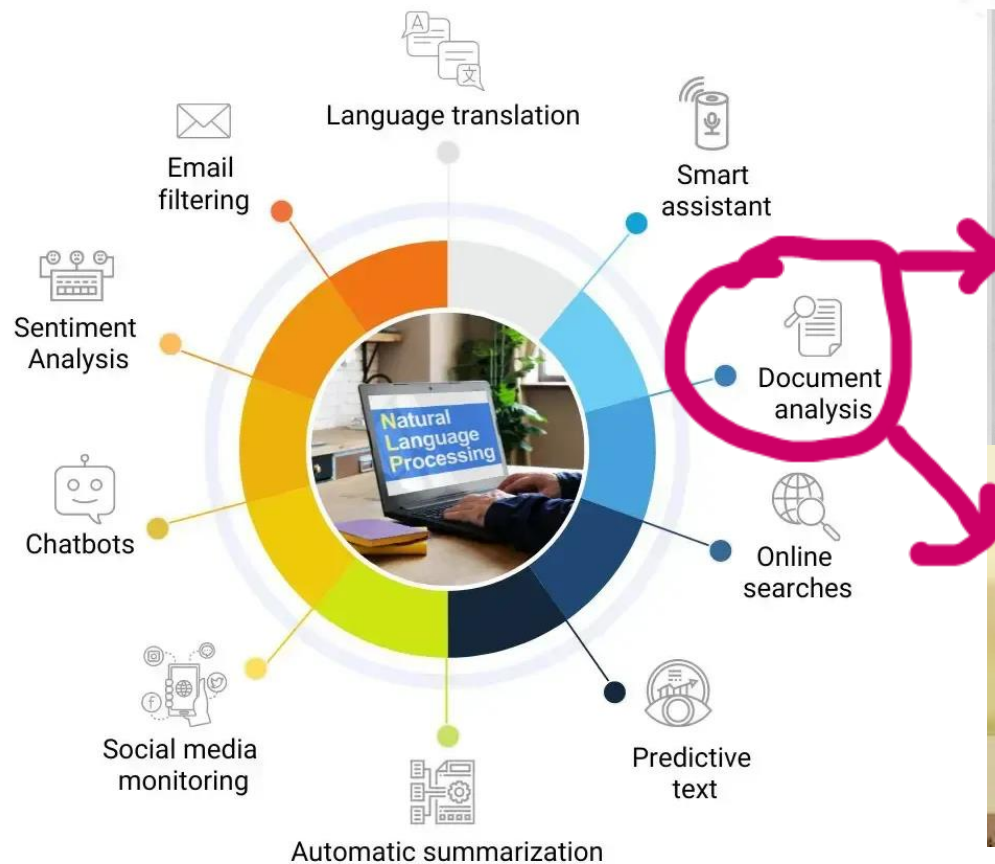 A
文
Language translation
Smart
assistant
Document
analysis
Online
searches
Predictive
text
Automatic summarization
Social media
monitoring
Chatbots
Sentiment
Analysis
Email
filtering
Natural
Language
Processing